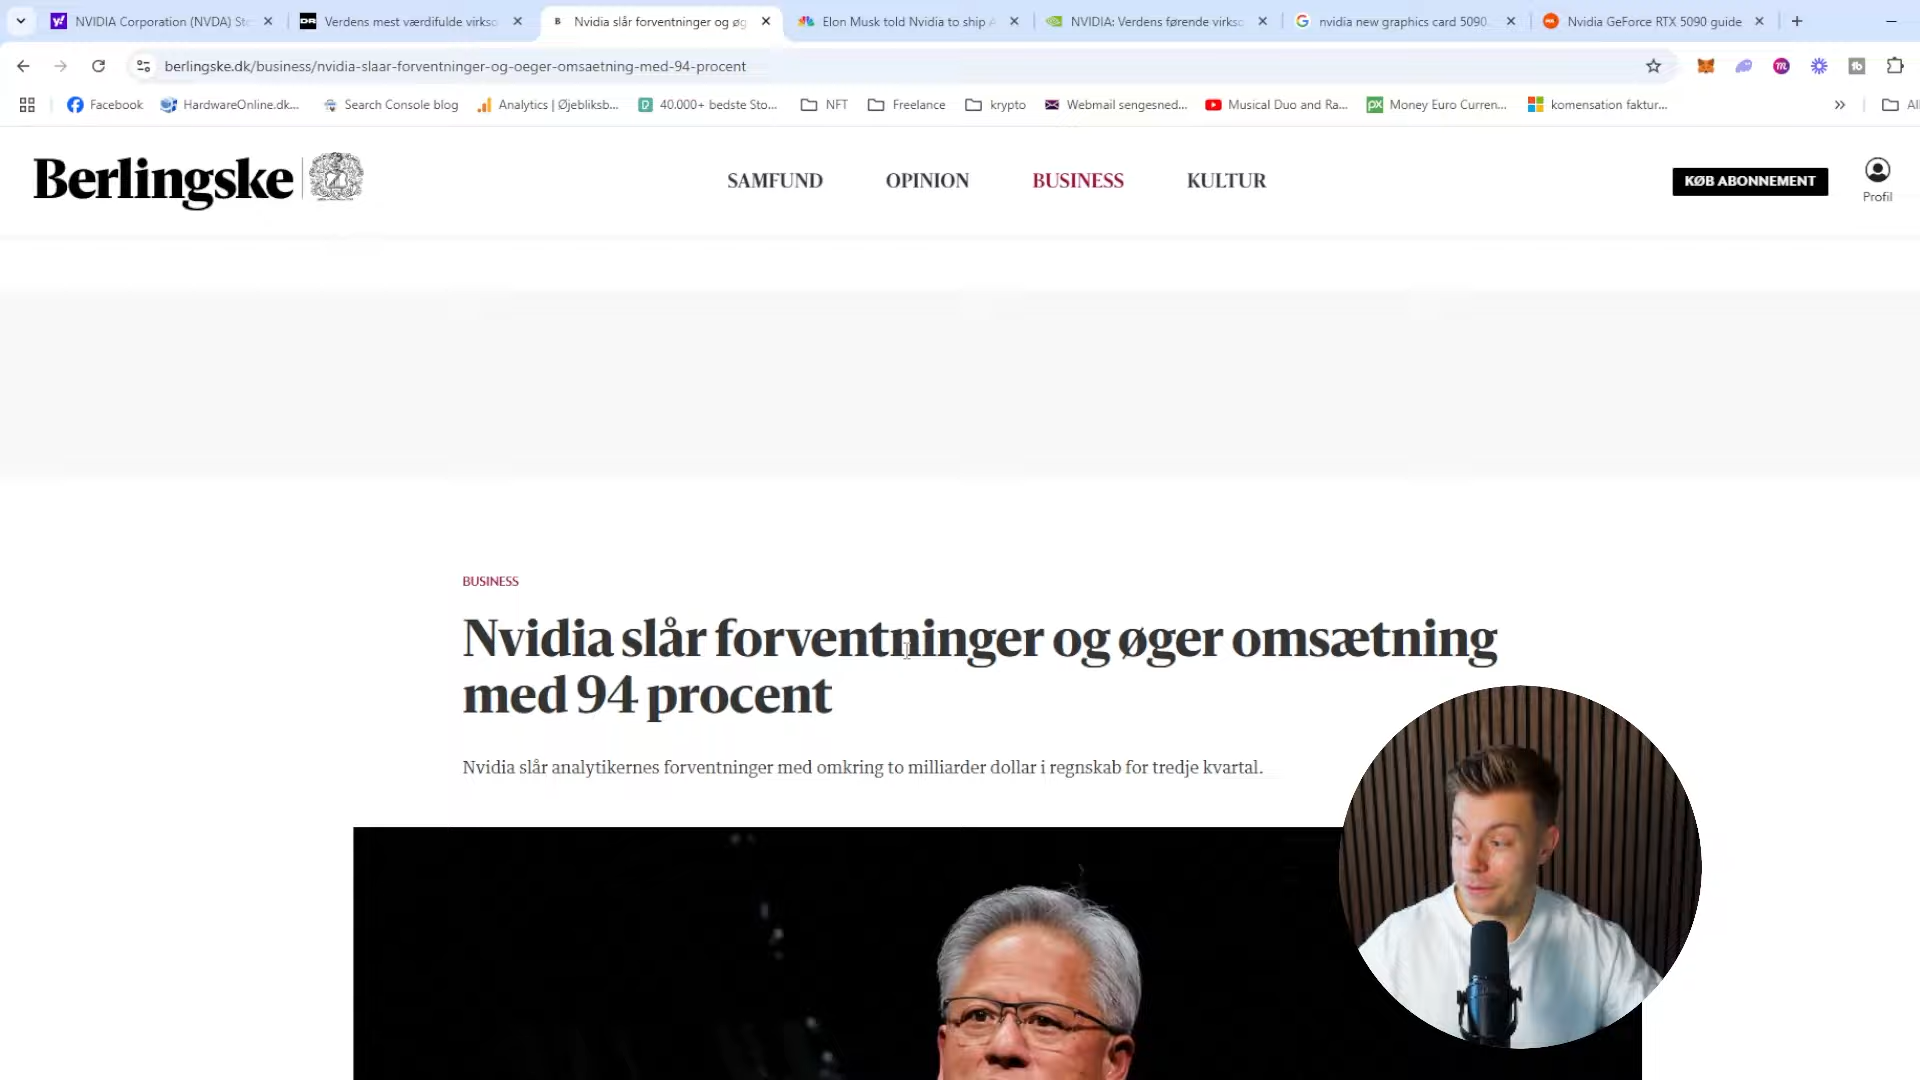 NVIDIA Corporation (NVDA) Sto
Verdens mest værdifulde virkso
Nvidia slår forventninger og øg
Elon Musk told Nvidia to ship A
NVIDIA: Verdens førende virkso
nvidia new graphics card 5090
Nvidia GeForce RTX 5090 guide
berlingske.dk/business/nvidia-slaar-forventninger-og-oeger-omsaetning-med-94-procent
Facebook
HardwareOnline.dk...
Search Console blog
Analytics | Øjebliksb...
40.000+ bedste Sto...
NFT
Freelance
krypto
Webmail sengesned...
Musical Duo and Ra...
Money Euro Curren...
komensation faktur...
Berlingske
SAMFUND
OPINION
BUSINESS
KULTUR
KØB ABONNEMENT
Profil
BUSINESS
Nvidia slår forventninger og øger omsætning
med 94 procent
Nvidia slår analytikernes forventninger med omkring to milliarder dollar i regnskab for tredje kvartal.